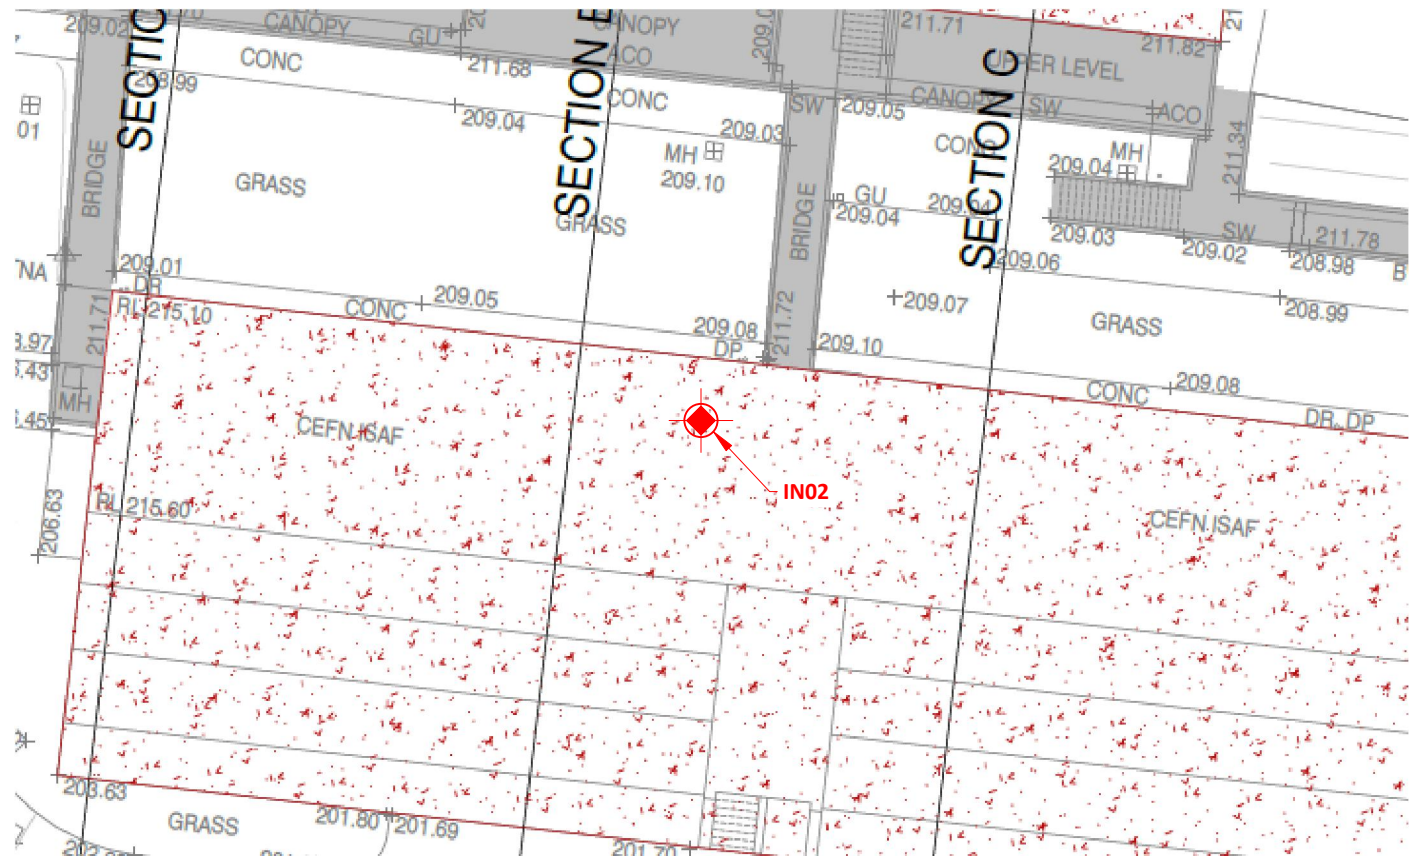 209.02
CANOPY
GU
CANOPY
ACO
211.68
CONC
208.99
209.04
CONC
209.03
MH
209.10
SECTION
SECTION
SECTION C
211.71
211.82
UPPER LEVEL
CANOPY
SW
ACO
SW
209.05
CONC
209.04
MH
211.34
01
BRIDGE
GRASS
GRASS
BRIDGE
GU
209.04
209.03
SW
209.02
211.78
208.98
209.06
209.01
DR
RL 215.10
CONC
209.05
209.08
DP
211.72
209.07
GRASS
208.99
209.10
CONC
209.08
DR DP
211.71
MH
CEFN ISAF
IN02
CEFN ISAF
RL 215.60
206.63
203.63
GRASS
201.80
201.69
201.70